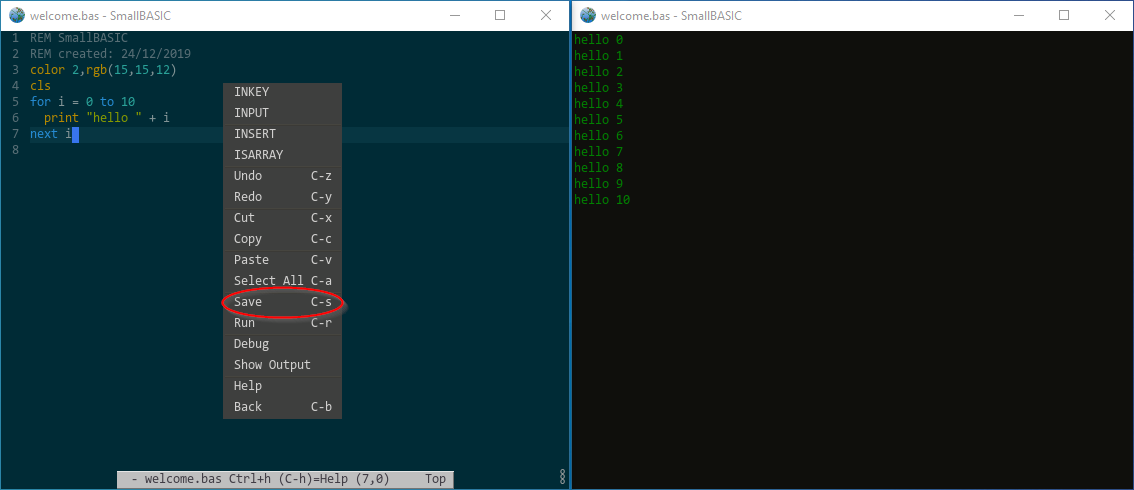 welcome.bas - SmallBASIC
1 REM SmallBASIC
2 REM created: 24/12/2019
3 color 2,rgb(15,15,12)
4 cls
5 for i = 0 to 10
6   print "hello " + i
7 next i
8
INKEY
INPUT
INSERT
ISARRAY
Undo C-z
Redo C-y
Cut C-x
Copy C-c
Paste C-v
Select All C-a
Save C-s
Run C-r
Debug
Show Output
Help
Back C-b
- welcome.bas Ctrl+h (C-h)=Help (7,0) Top
welcome.bas - SmallBASIC
hello 0
hello 1
hello 2
hello 3
hello 4
hello 5
hello 6
hello 7
hello 8
hello 9
hello 10